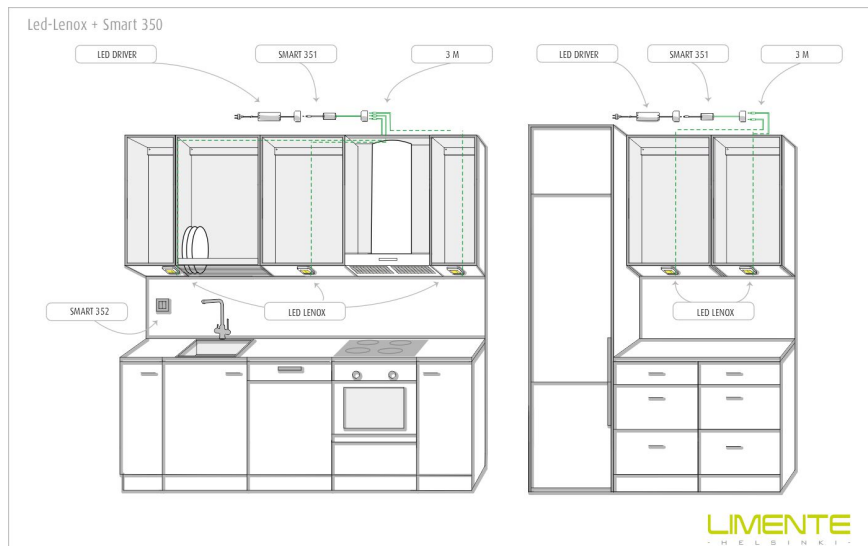 Led-Lenox + Smart 350
LED DRIVER
SMART 351
3 M
LED DRIVER
SMART 351
3 M
SMART 352
LED LENOX
LED LENOX
LIMENTE
- HELSINKI -